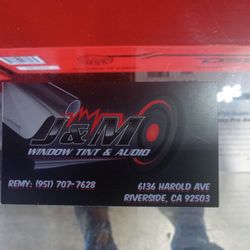 J&M
WINDOW TINT & AUDIO
REMY: (951) 707-7628
6136 HAROLD AVE
RIVERSIDE, CA 92503